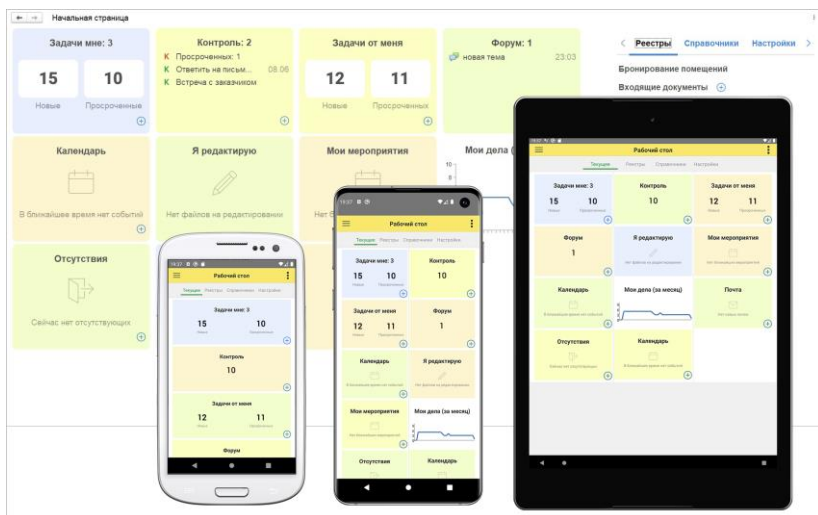 Начальная страница
Задачи мне: 3
15 10
Новые Просроченные
Контроль: 2
К Просроченных: 1
К Ответить на письм... 08.06
К Встреча с заказчиком
Задачи от меня
12 11
Новые Просроченных
Форум: 1
новая тема 23:03
Реестры Справочники Настройки
Бронирование помещений
Входящие документы
Календарь
В ближайшее время нет событий
Я редактирую
Нет файлов на редактировании
Мои мероприятия
Мои дела
Отсутствия
Сейчас нет отсутствующих
Рабочий стол
Текущие Реестры Справочники Настройки
Задачи мне: 3
15 10
Контроль
10
Задачи от меня
12 11
Форум
Рабочий стол
Текущие Реестры Справочники Настройки
Задачи мне: 3
15 10
Контроль
10
Задачи от меня
12 11
Форум
1
Календарь
Я редактирую
Мои мероприятия
Мои дела (за месяц)
Отсутствия
Календарь
Рабочий стол
Текущие Реестры Справочники Настройки
Задачи мне: 3
15 10
Контроль
10
Задачи от меня
12 11
Форум
1
Я редактирую
Мои мероприятия
Календарь
Мои дела (за месяц)
Почта
Отсутствия
Календарь